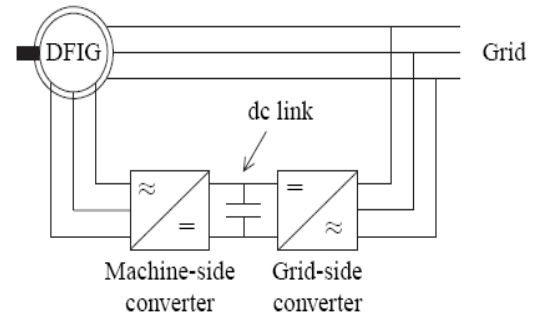 DFIG
Grid
dc link
≈
=
=
≈
Machine-side
converter
Grid-side
converter